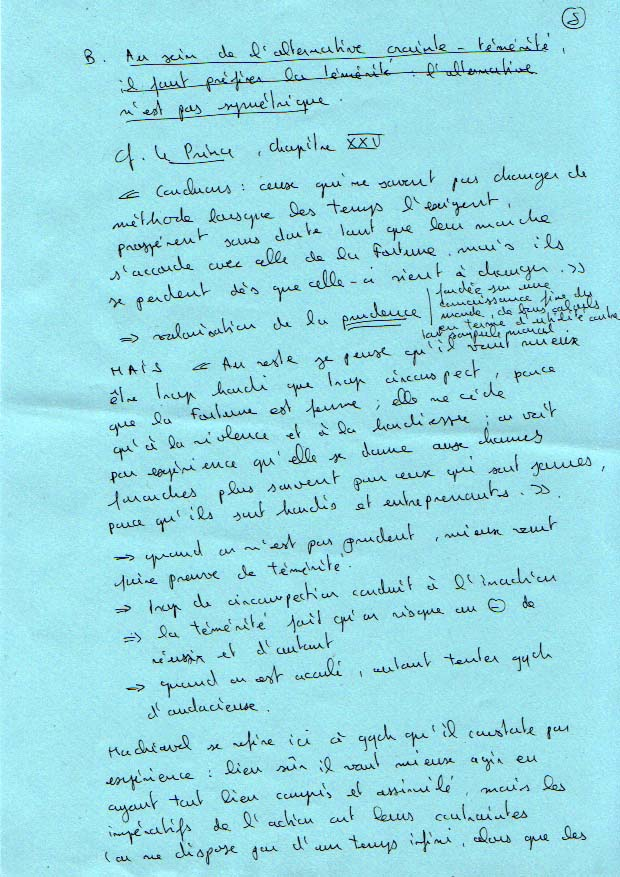 5
B. Au sein de l'alternative crainte - témérité,
il faut préférer la témérité : l'alternative
n'est pas symétrique.
Cf. le Prince, chapitre XXV
« Concluons : ceux qui ne savent pas changer de
méthode lorsque les temps l'exigent,
prospèrent sans doute tant que leur marche
s'accorde avec celle de la Fortune, mais ils
se perdent dès que celle-ci vient à changer. »
⇒ valorisation de la prudence
fondée sur une
connaissance fine du
monde, de bons calculs
en terme d'utilité contre
tout scrupule moral.
MAIS « Au reste je pense qu'il vaut mieux
être trop hardi que trop circonspect, parce
que la Fortune est femme ; elle ne cède
qu'à la violence et à la hardiesse ; on voit
par expérience qu'elle se donne aux hommes
farouches plus souvent
qui sont jeunes,
parce qu'ils sont hardis et entreprenants. »
⇒ quand on n'est pas prudent, mieux vaut
faire preuve de témérité.
⇒ trop de circonspection conduit à l'inaction
⇒ la témérité fait qu'on risque au ⊖ de
réussir et d'autant
⇒ quand on est acculé, autant tenter qqch
d'audacieux.
Machiavel se réfère ici à qqch qu'il constate par
expérience : bien sûr il vaut mieux agir en
ayant tout bien compris et assimilé, mais les
impératifs de l'action ont leurs contraintes
(on ne dispose pas d'un temps infini, alors que les